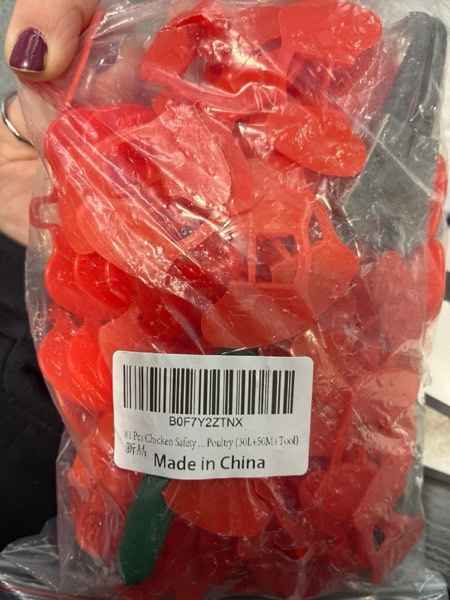 B0F7Y2ZTNX
81 Pcs Chicken Safety ... Poultry (30L+50M+Tool)
新品
Made in China